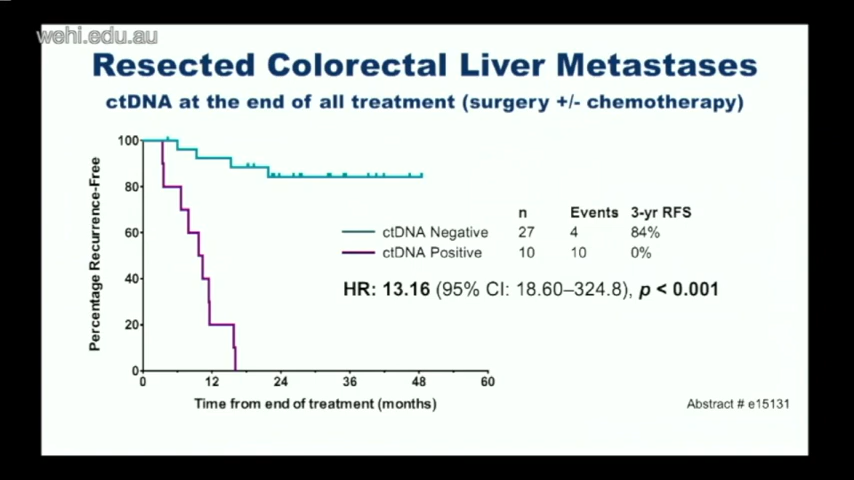 wehi.edu.au
Resected Colorectal Liver Metastases
ctDNA at the end of all treatment (surgery +/- chemotherapy)
Percentage Recurrence-Free
100
80
60
40
20
0
0 12 24 36 48 60
Time from end of treatment (months)
n Events 3-yr RFS
ctDNA Negative 27 4 84%
ctDNA Positive 10 10 0%
HR: 13.16 (95% CI: 18.60–324.8), p < 0.001
Abstract # e15131